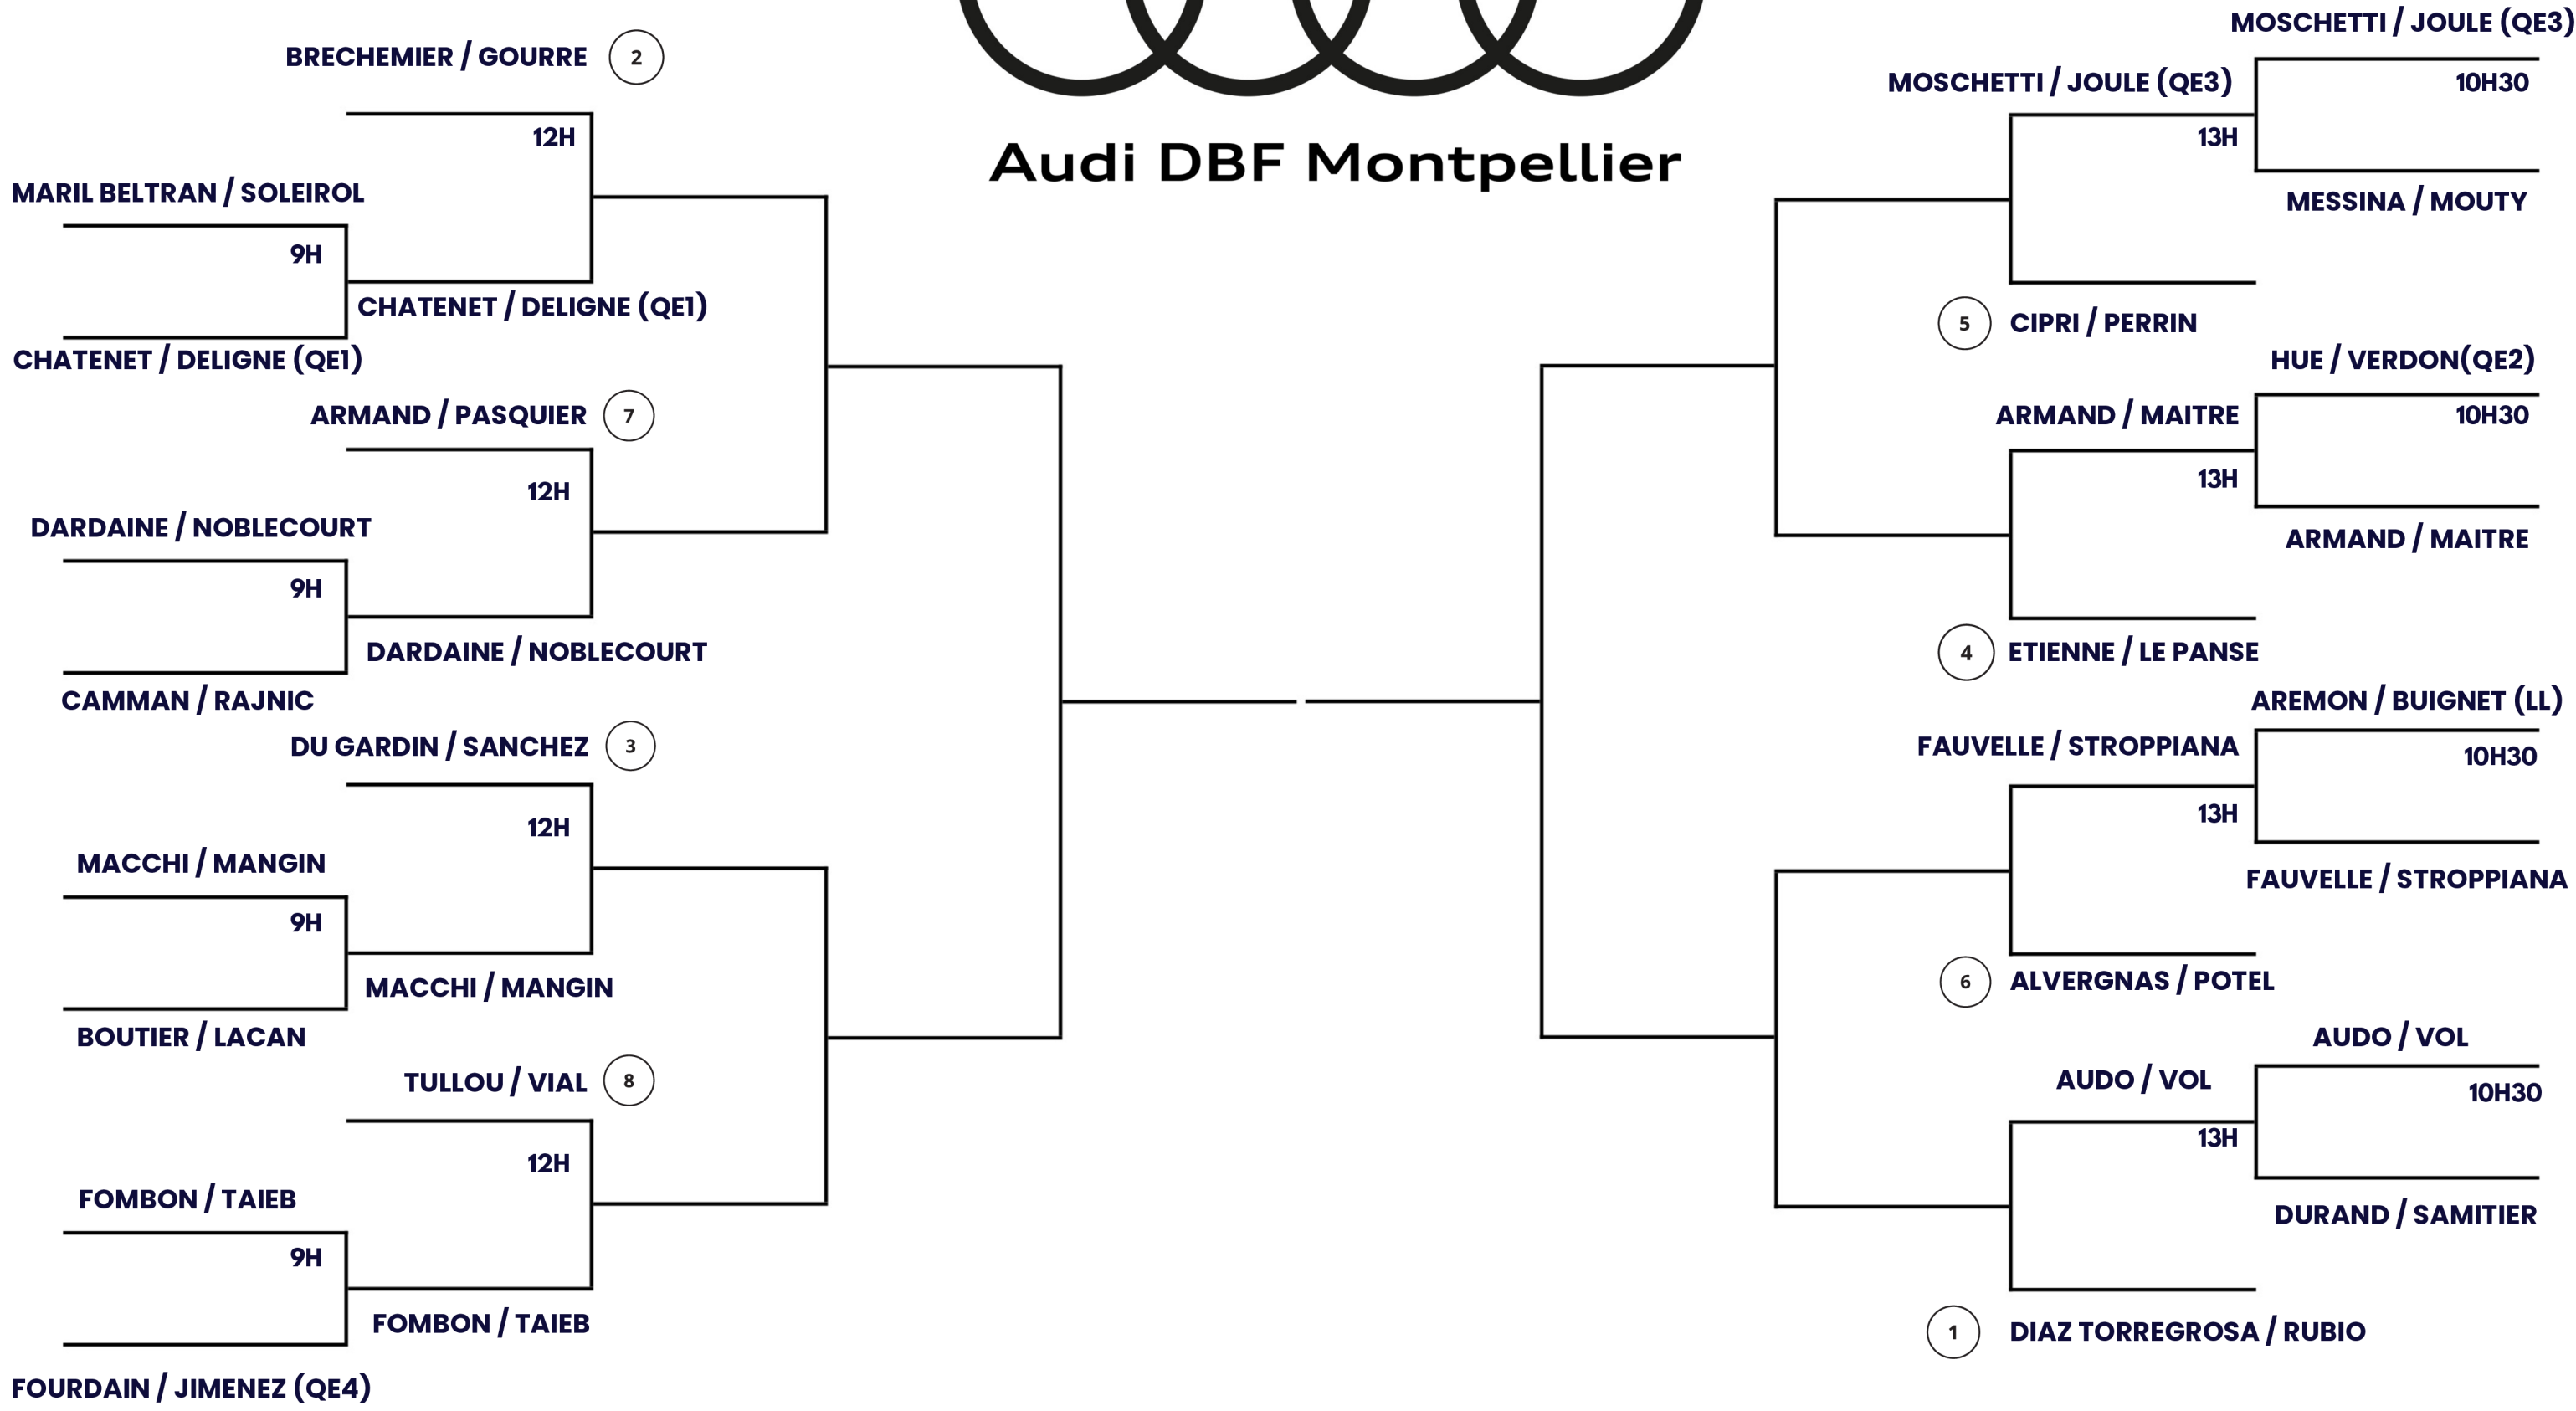 BRECHEMIER / GOURRE 2
12H
MARIL BELTRAN / SOLEIROL
9H
CHATENET / DELIGNE (QE1)
CHATENET / DELIGNE (QE1)
ARMAND / PASQUIER 7
12H
DARDAINE / NOBLECOURT
9H
DARDAINE / NOBLECOURT
CAMMAN / RAJNIC
DU GARDIN / SANCHEZ 3
12H
MACCHI / MANGIN
9H
MACCHI / MANGIN
BOUTIER / LACAN
TULLOU / VIAL 8
12H
FOMBON / TAIEB
9H
FOMBON / TAIEB
FOURDAIN / JIMENEZ (QE4)
Audi DBF Montpellier
MOSCHETTI / JOULE (QE3)
MOSCHETTI / JOULE (QE3)
10H30
13H
MESSINA / MOUTY
5 CIPRI / PERRIN
HUE / VERDON(QE2)
ARMAND / MAITRE
10H30
13H
ARMAND / MAITRE
4 ETIENNE / LE PANSE
AREMON / BUIGNET (LL)
FAUVELLE / STROPPIANA
10H30
13H
FAUVELLE / STROPPIANA
6 ALVERGNAS / POTEL
AUDO / VOL
AUDO / VOL
10H30
13H
DURAND / SAMITIER
1 DIAZ TORREGROSA / RUBIO